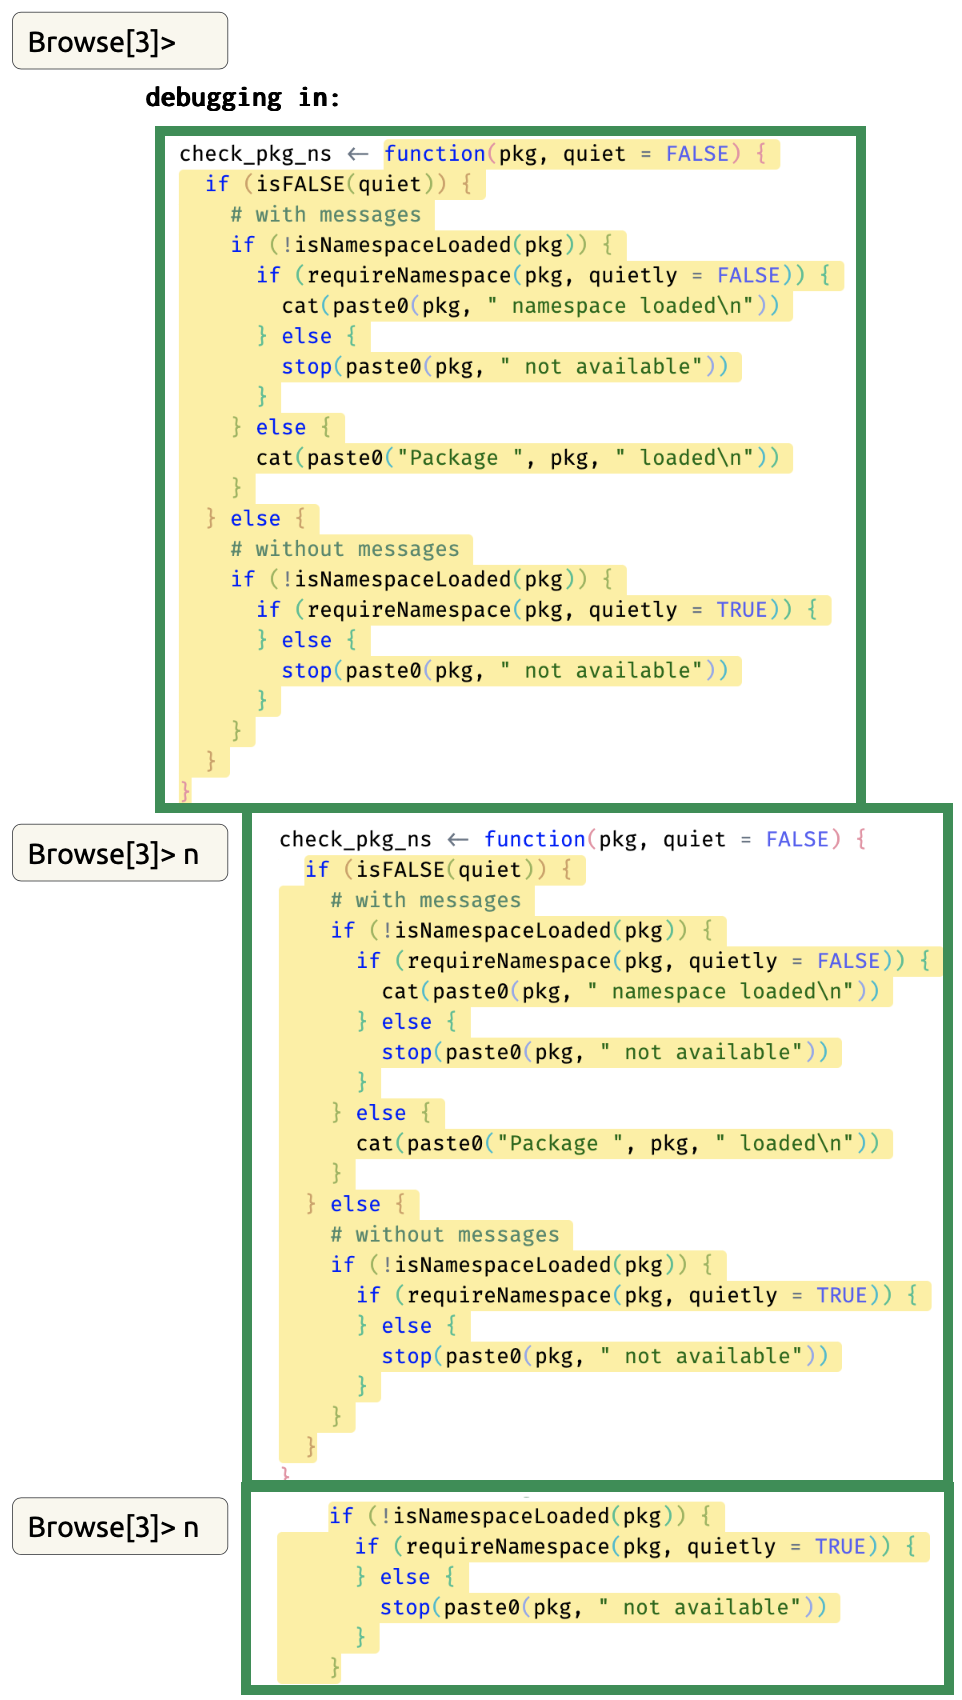 Browse[3]>
debugging in:
check_pkg_ns <- function(pkg, quiet = FALSE) {
  if (isFALSE(quiet)) {
    # with messages
    if (!isNamespaceLoaded(pkg)) {
      if (requireNamespace(pkg, quietly = FALSE)) {
        cat(paste0(pkg, " namespace loaded\n"))
      } else {
        stop(paste0(pkg, " not available"))
      }
    } else {
      cat(paste0("Package ", pkg, " loaded\n"))
    }
  } else {
    # without messages
    if (!isNamespaceLoaded(pkg)) {
      if (requireNamespace(pkg, quietly = TRUE)) {
      } else {
        stop(paste0(pkg, " not available"))
      }
    }
  }
}
Browse[3]> n
check_pkg_ns <- function(pkg, quiet = FALSE) {
  if (isFALSE(quiet)) {
    # with messages
    if (!isNamespaceLoaded(pkg)) {
      if (requireNamespace(pkg, quietly = FALSE)) {
        cat(paste0(pkg, " namespace loaded\n"))
      } else {
        stop(paste0(pkg, " not available"))
      }
    } else {
      cat(paste0("Package ", pkg, " loaded\n"))
    }
  } else {
    # without messages
    if (!isNamespaceLoaded(pkg)) {
      if (requireNamespace(pkg, quietly = TRUE)) {
      } else {
        stop(paste0(pkg, " not available"))
      }
    }
  }
}
Browse[3]> n
    if (!isNamespaceLoaded(pkg)) {
      if (requireNamespace(pkg, quietly = TRUE)) {
      } else {
        stop(paste0(pkg, " not available"))
      }
    }